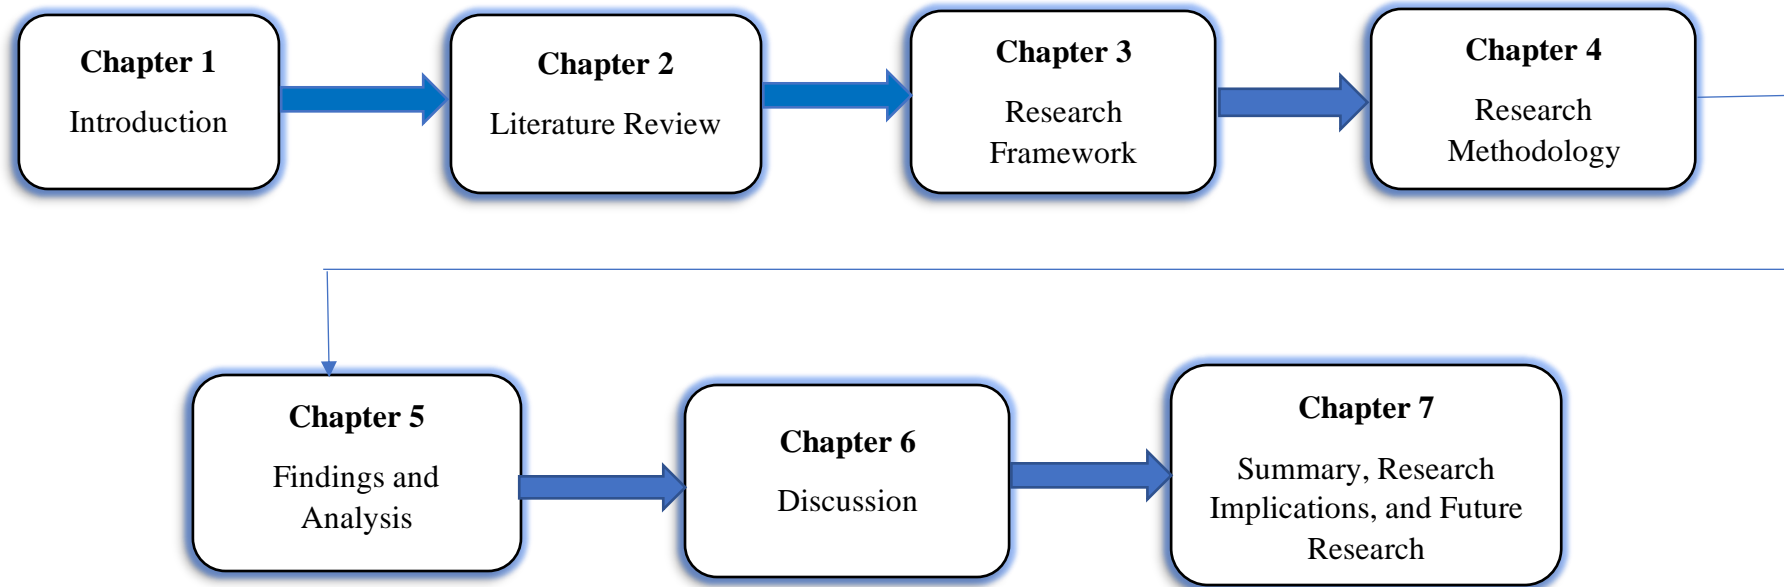 Chapter 1
Introduction
Chapter 2
Literature Review
Chapter 3
Research
Framework
Chapter 4
Research
Methodology
Chapter 5
Findings and
Analysis
Chapter 6
Discussion
Chapter 7
Summary, Research
Implications, and Future
Research